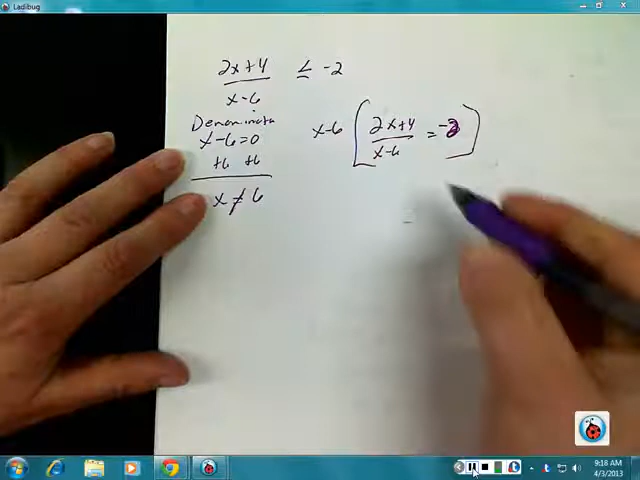 Ladibug
2x+4 ≤ -2
x-6
Denominato
x-6=0
+6 +6
x≠6
x-6 [ 2x+4 = -2 ]
x-6
9:18 AM
4/3/2013